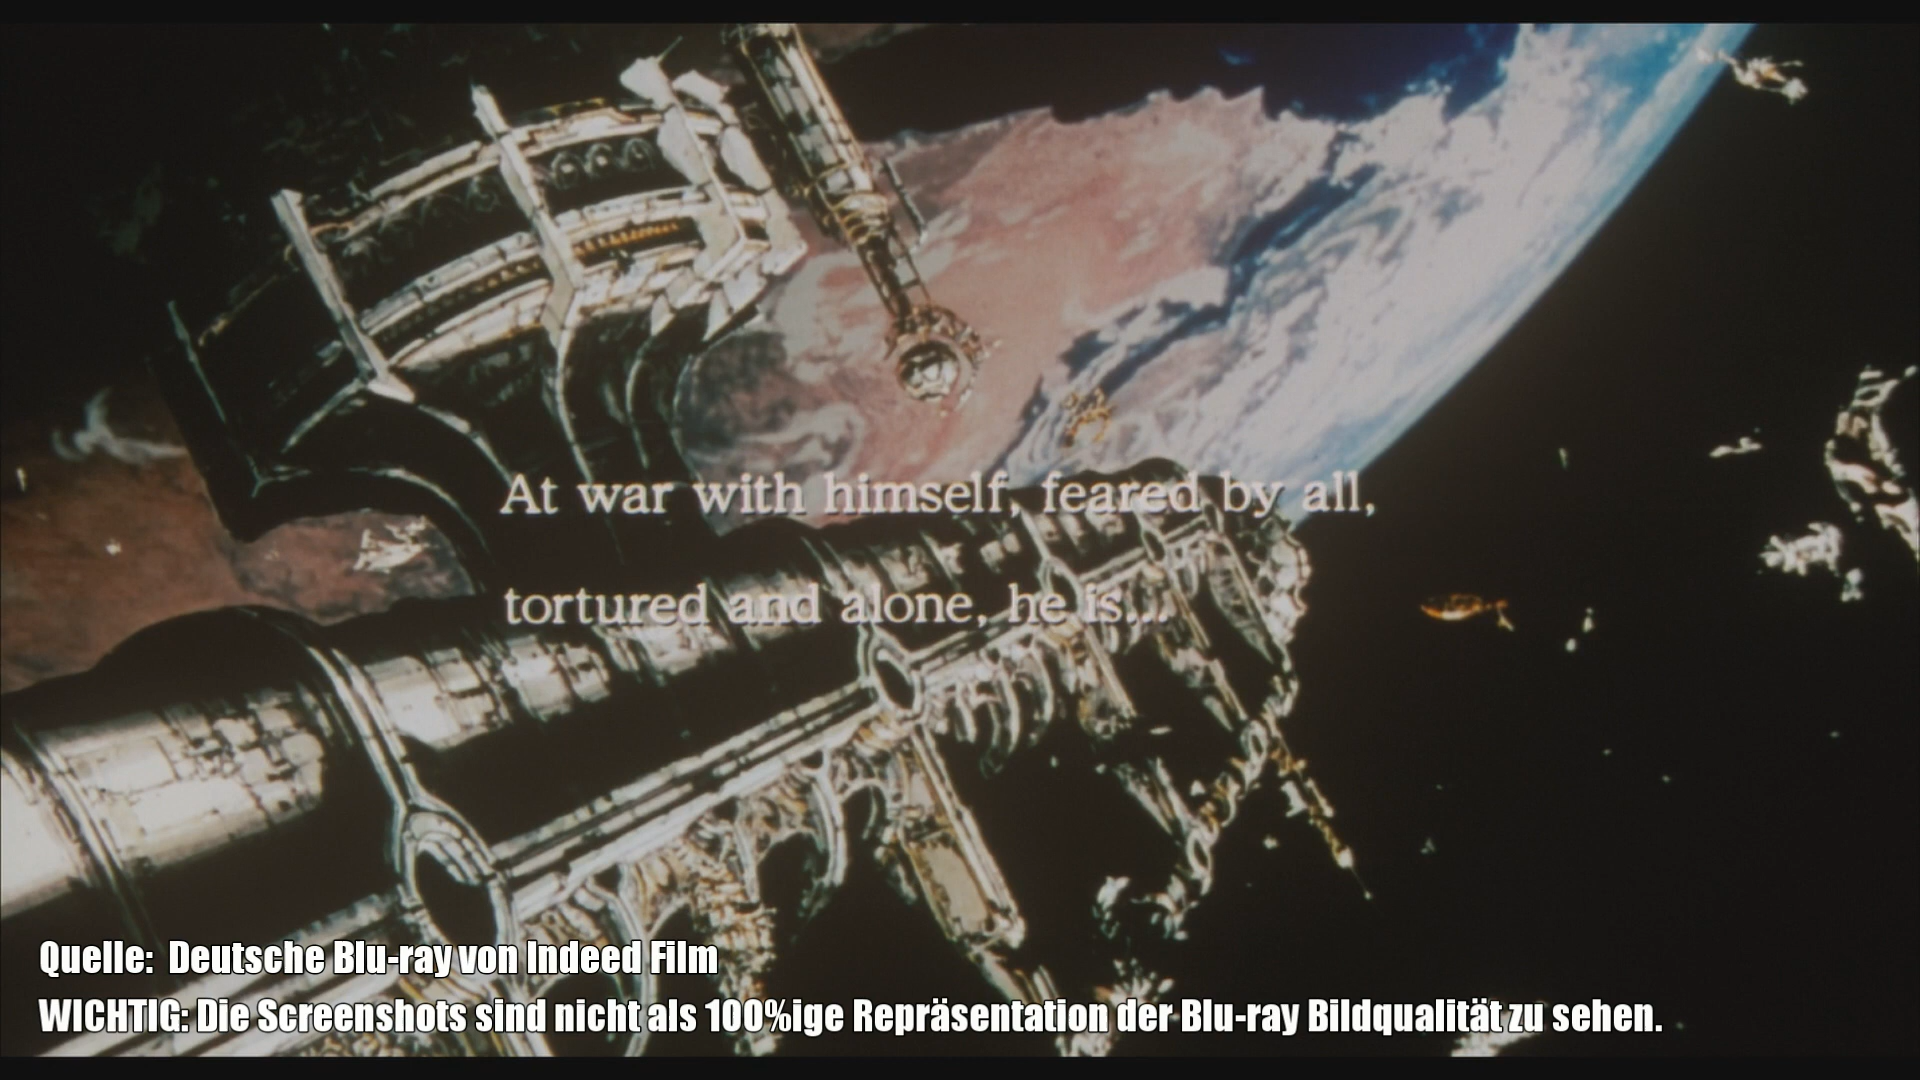 At war with himself, feared by all,
tortured and alone, he is...
Quelle: Deutsche Blu-ray von Indeed Film
WICHTIG: Die Screenshots sind nicht als 100%ige Repräsentation der Blu-ray Bildqualität zu sehen.